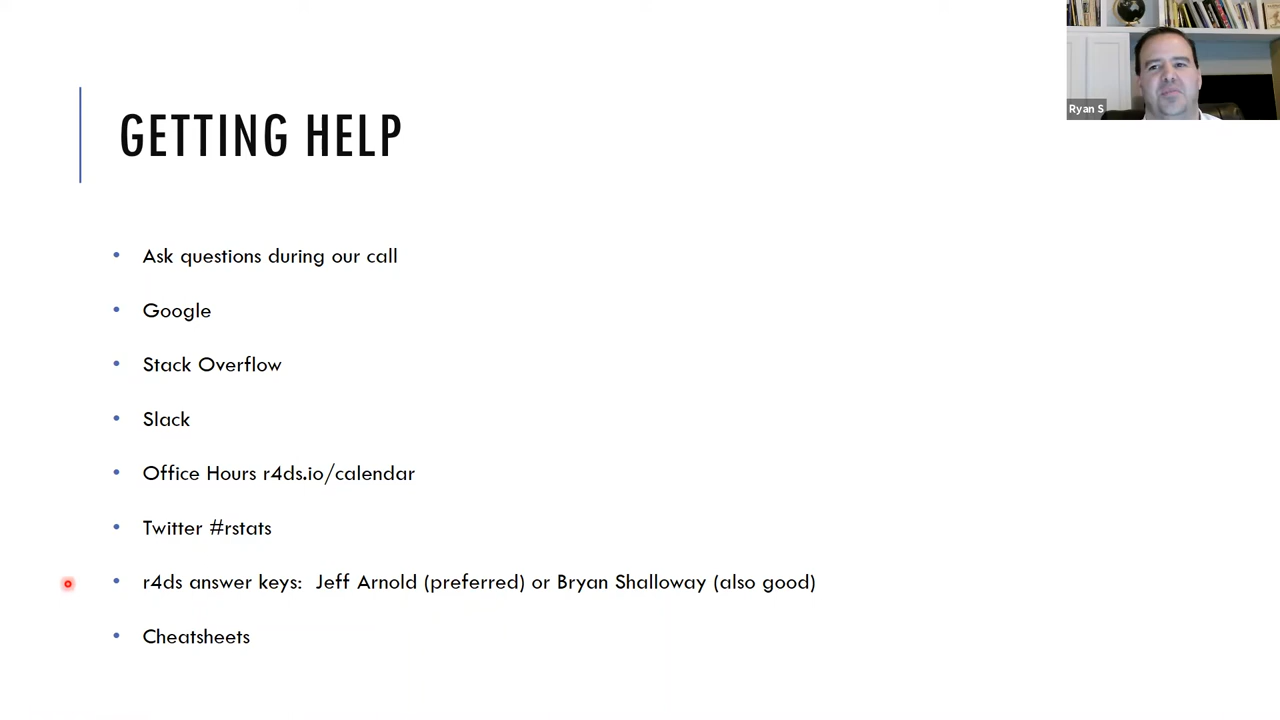 GETTING HELP
Ryan S
• Ask questions during our call
• Google
• Stack Overflow
• Slack
• Office Hours r4ds.io/calendar
• Twitter #rstats
• r4ds answer keys:  Jeff Arnold (preferred) or Bryan Shalloway (also good)
• Cheatsheets